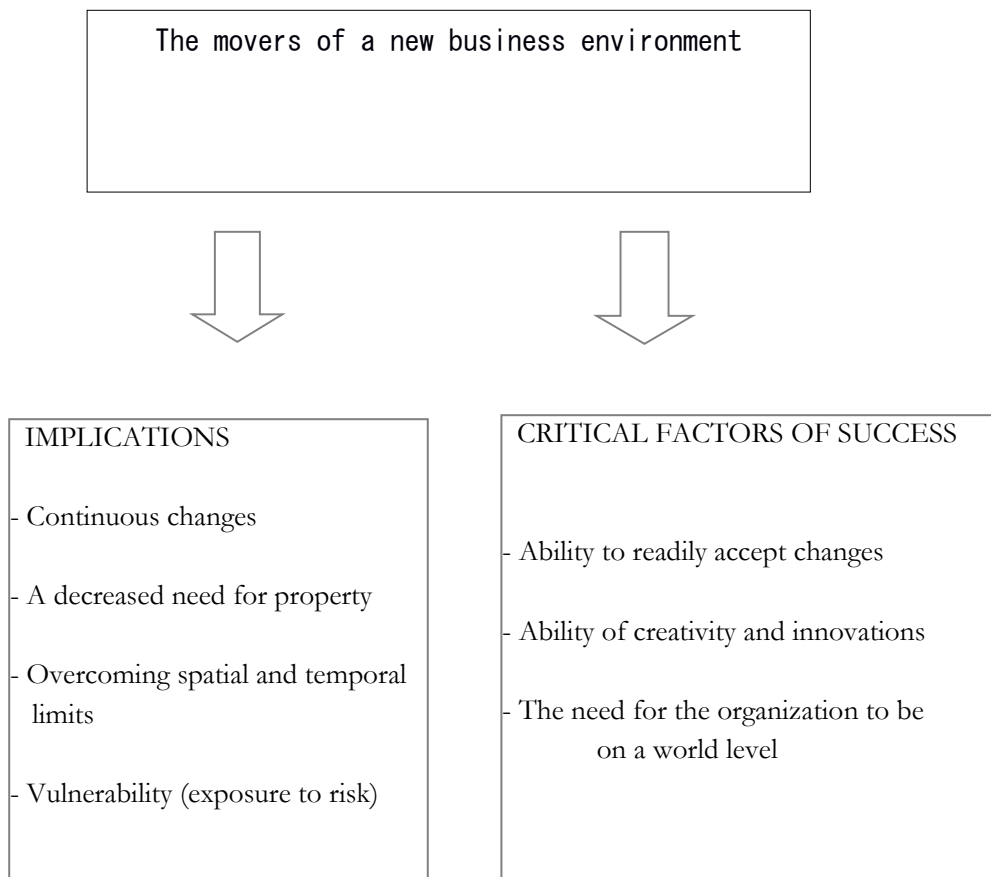 The movers of a new business environment
IMPLICATIONS
- Continuous changes
- A decreased need for property
- Overcoming spatial and temporal
limits
- Vulnerability (exposure to risk)
CRITICAL FACTORS OF SUCCESS
- Ability to readily accept changes
- Ability of creativity and innovations
- The need for the organization to be
on a world level